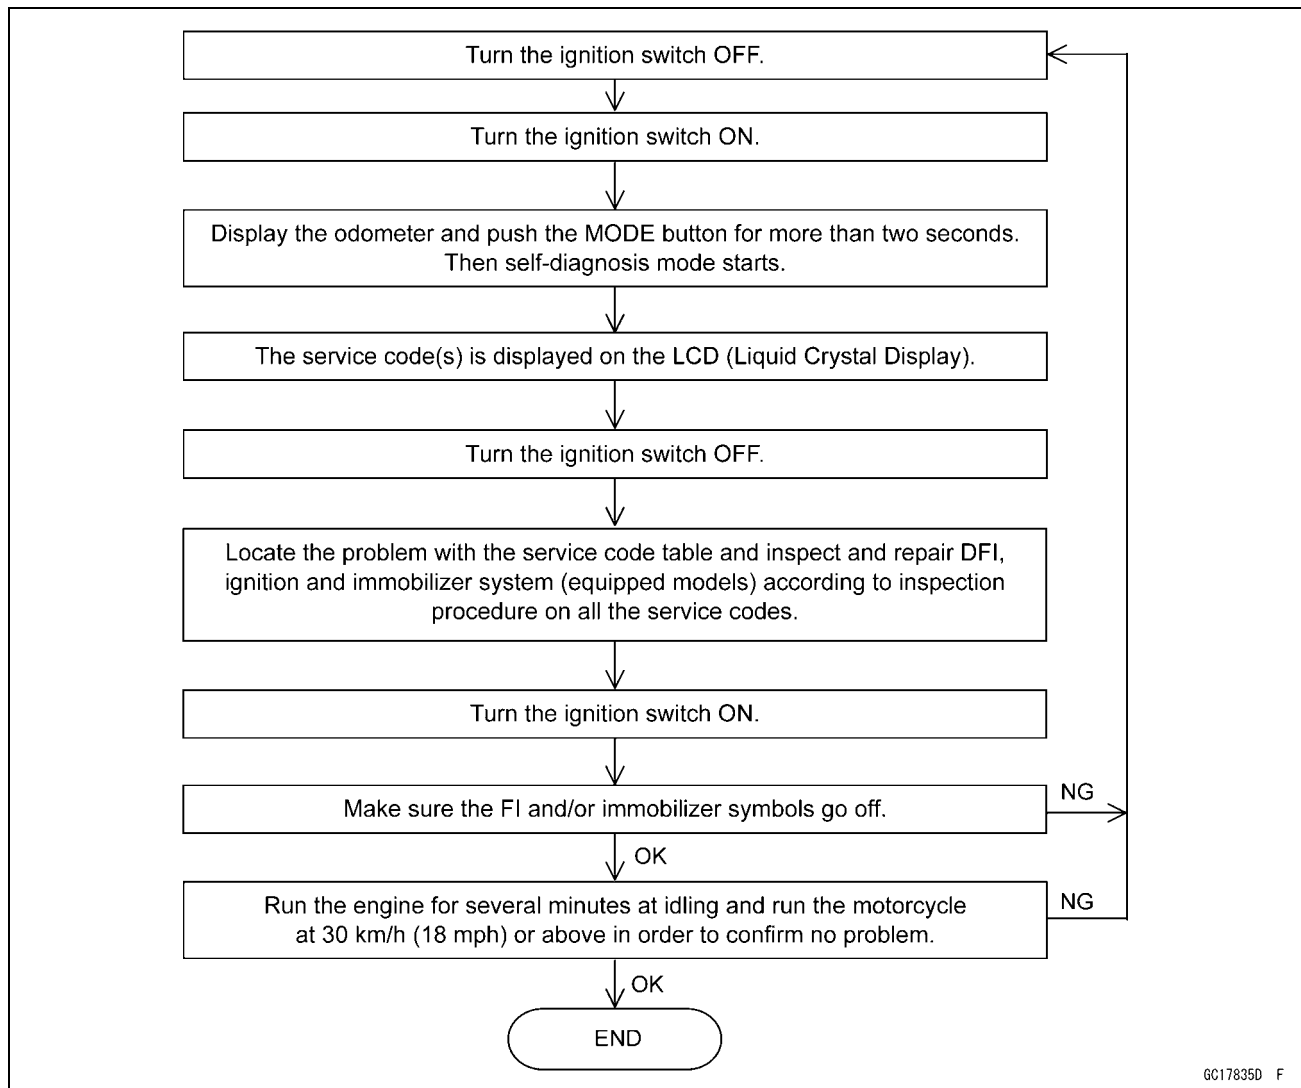 Turn the ignition switch OFF.
Turn the ignition switch ON.
Display the odometer and push the MODE button for more than two seconds.
Then self-diagnosis mode starts.
The service code(s) is displayed on the LCD (Liquid Crystal Display).
Turn the ignition switch OFF.
Locate the problem with the service code table and inspect and repair DFI,
ignition and immobilizer system (equipped models) according to inspection
procedure on all the service codes.
Turn the ignition switch ON.
Make sure the FI and/or immobilizer symbols go off.
NG
OK
Run the engine for several minutes at idling and run the motorcycle
at 30 km/h (18 mph) or above in order to confirm no problem.
NG
OK
END
GC17835D F